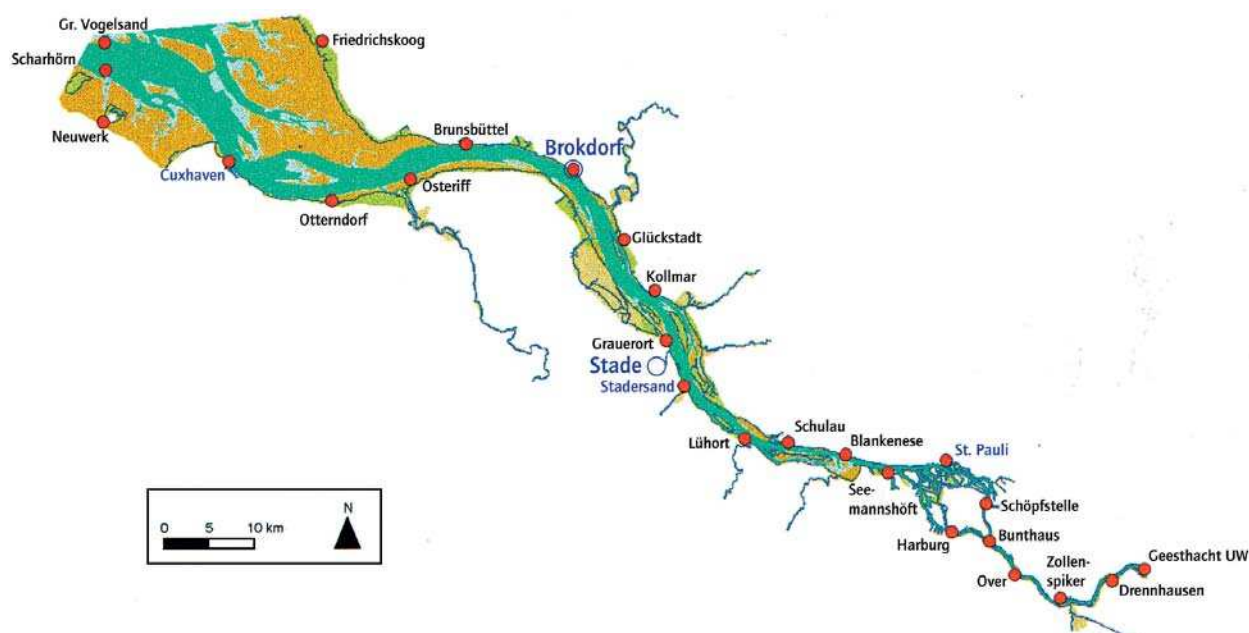 Gr. Vogelsand
Friedrichskoog
Scharhörn
Neuwerk
Brunsbüttel
Brokdorf
Cuxhaven
Osteriff
Otterndorf
Glückstadt
Kollmar
Grauerort
Stade
Stadersand
Schulau
Lühort
Blankenese
St. Pauli
See-
mannshöft
Schöpfstelle
Harburg
Bunthaus
Zollen-
spiker
Geesthacht UW
Over
Drennhausen
0 5 10 km
N